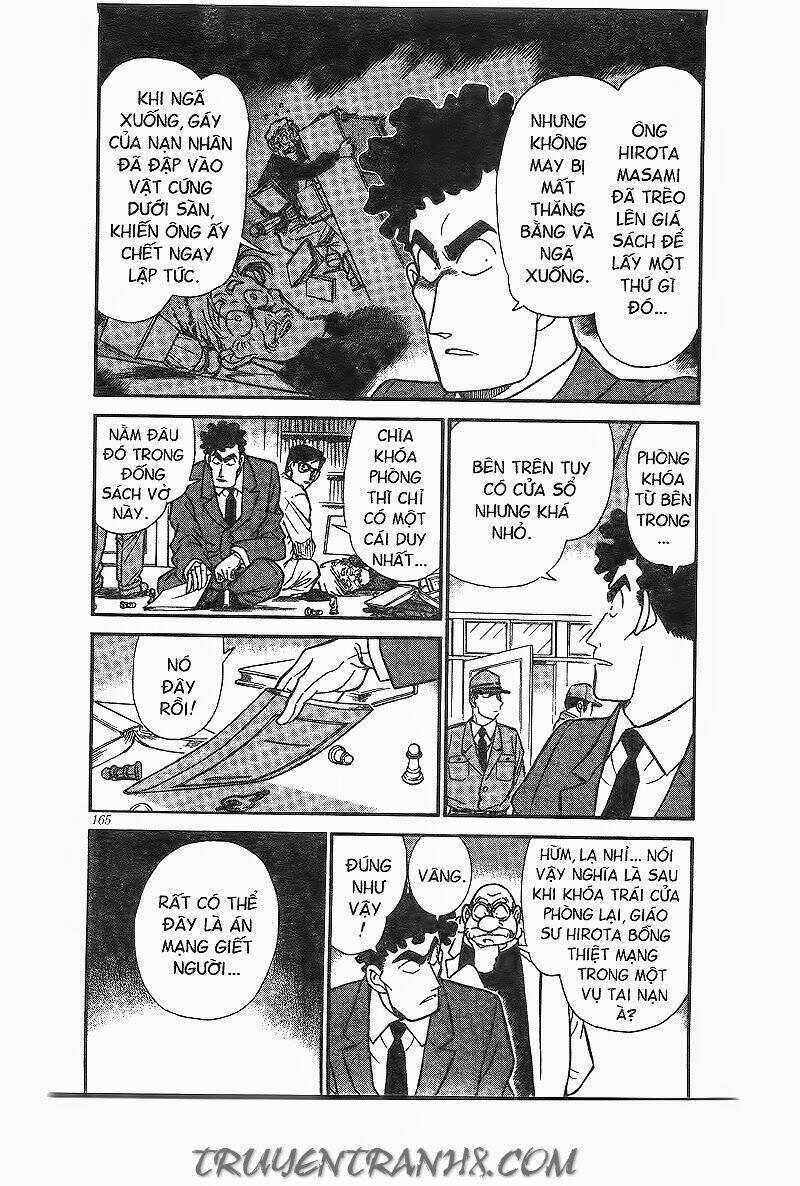 ÔNG
HIROTA
MASAMI
ĐÃ TRÈO
LÊN GIÁ
SÁCH ĐỂ
LẤY MỘT
THỨ GÌ
ĐÓ...
NHƯNG
KHÔNG
MAY BỊ
MẤT
THĂNG
BẰNG VÀ
NGÃ
XUỐNG.
KHI NGÃ
XUỐNG, GÁY
CỦA NẠN NHÂN
ĐÃ ĐẬP VÀO
VẬT CỨNG
DƯỚI SÀN,
KHIẾN ÔNG ẤY
CHẾT NGAY
LẬP TỨC.
PHÒNG
KHÓA
TỪ BÊN
TRONG
...
BÊN TRÊN TUY
CÓ CỬA SỔ
NHƯNG KHÁ
NHỎ.
CHÌA
KHÓA
PHÒNG
THÌ CHỈ
CÓ MỘT
CÁI DUY
NHẤT...
NẰM ĐÂU
ĐÓ TRONG
ĐỐNG
SÁCH VỞ
NÀY.
NÓ
ĐÂY
RỒI!
165
HỪM, LẠ NHỈ... NÓI
VẬY NGHĨA LÀ SAU
KHI KHÓA TRÁI CỬA
PHÒNG LẠI, GIÁO
SƯ HIROTA BỖNG
THIỆT MẠNG
TRONG MỘT
VỤ TAI NẠN
À?
VÂNG.
ĐÚNG
NHƯ
VẬY
!
RẤT CÓ THỂ
ĐÂY LÀ ÁN
MẠNG GIẾT
NGƯỜI...
TRUYENTRANH8.COM